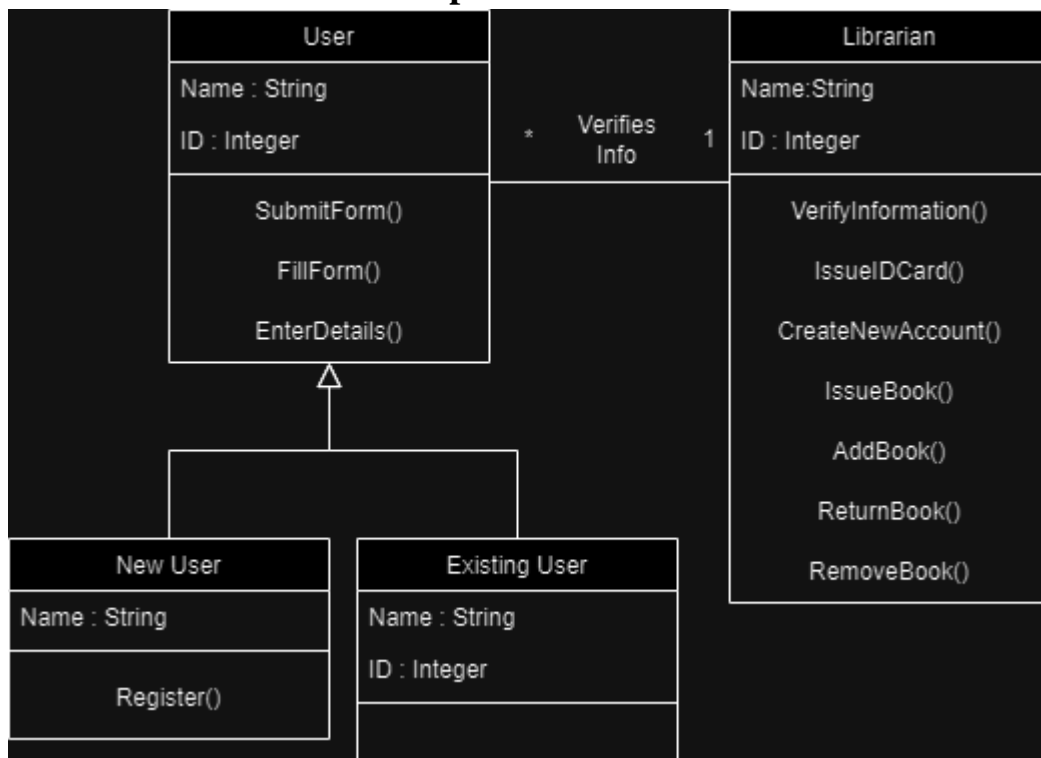 User
Name : String
ID : Integer
SubmitForm()
FillForm()
EnterDetails()
* Verifies 1
Info
Librarian
Name:String
ID : Integer
VerifyInformation()
IssueIDCard()
CreateNewAccount()
IssueBook()
AddBook()
ReturnBook()
RemoveBook()
New User
Name : String
Register()
Existing User
Name : String
ID : Integer